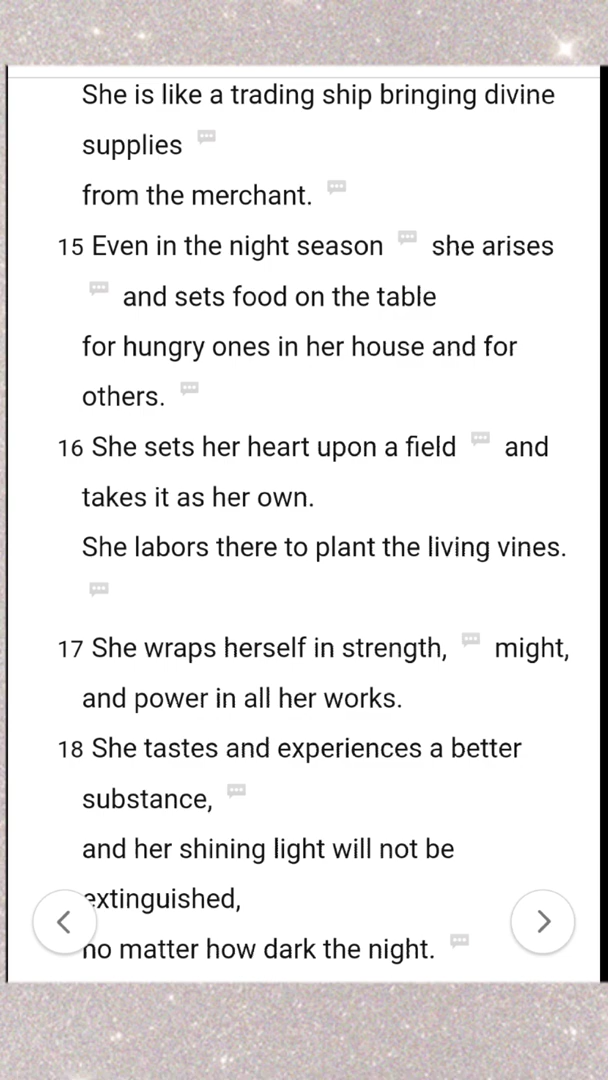 She is like a trading ship bringing divine
supplies
from the merchant.
15 Even in the night season she arises
and sets food on the table
for hungry ones in her house and for
others.
16 She sets her heart upon a field and
takes it as her own.
She labors there to plant the living vines.
17 She wraps herself in strength, might,
and power in all her works.
18 She tastes and experiences a better
substance,
and her shining light will not be
extinguished,
no matter how dark the night.